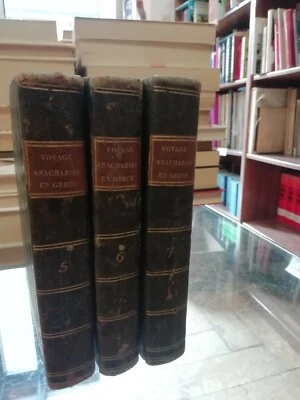 VOYAGE
ANACHARSIS
EN GRECE
5
VOYAGE
ANACHARSIS
EN GRECE
6
VOYAGE
ANACHARSIS
EN GRECE
7